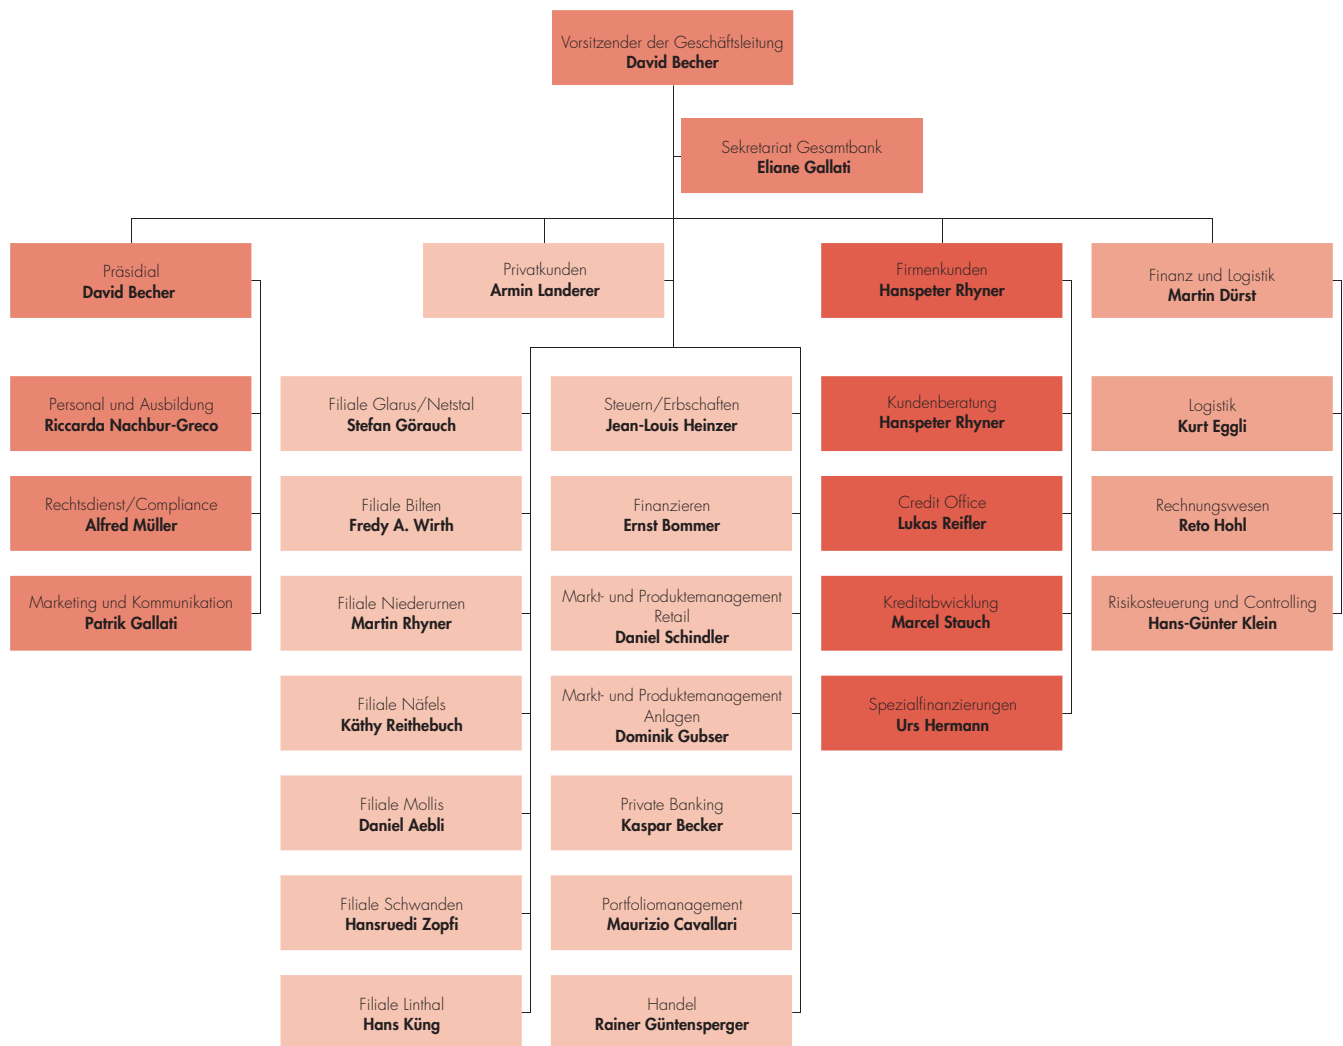 Vorsitzender der Geschäftsleitung
David Becher
Sekretariat Gesamtbank
Eliane Gallati
Präsidial
David Becher
Privatkunden
Armin Landerer
Firmenkunden
Hanspeter Rhyner
Finanz und Logistik
Martin Dürst
Personal und Ausbildung
Riccarda Nachbur-Greco
Rechtsdienst/Compliance
Alfred Müller
Marketing und Kommunikation
Patrik Gallati
Filiale Glarus/Netstal
Stefan Görauch
Filiale Bilten
Fredy A. Wirth
Filiale Niederurnen
Martin Rhyner
Filiale Näfels
Käthy Reithebuch
Filiale Mollis
Daniel Aebli
Filiale Schwanden
Hansruedi Zopfi
Filiale Linthal
Hans Küng
Steuern/Erbschaften
Jean-Louis Heinzer
Finanzieren
Ernst Bommer
Markt- und Produktemanagement
Retail
Daniel Schindler
Markt- und Produktemanagement
Anlagen
Dominik Gubser
Private Banking
Kaspar Becker
Portfoliomanagement
Maurizio Cavallari
Handel
Rainer Güntensperger
Kundenberatung
Hanspeter Rhyner
Credit Office
Lukas Reifler
Kreditabwicklung
Marcel Stauch
Spezialfinanzierungen
Urs Hermann
Logistik
Kurt Eggli
Rechnungswesen
Reto Hohl
Risikosteuerung und Controlling
Hans-Günter Klein